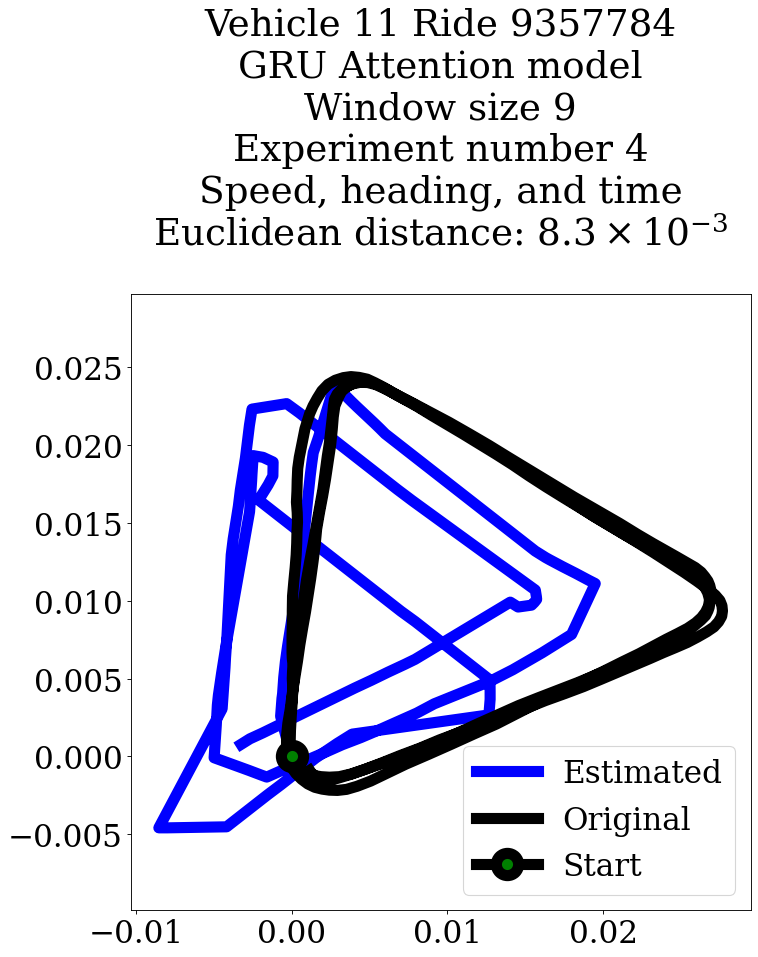 Vehicle 11 Ride 9357784
GRU Attention model
Window size 9
Experiment number 4
Speed, heading, and time
Euclidean distance: 8.3 × 10⁻³
0.025
0.020
0.015
0.010
0.005
0.000
−0.005
−0.01
0.00
0.01
0.02
Estimated
Original
Start